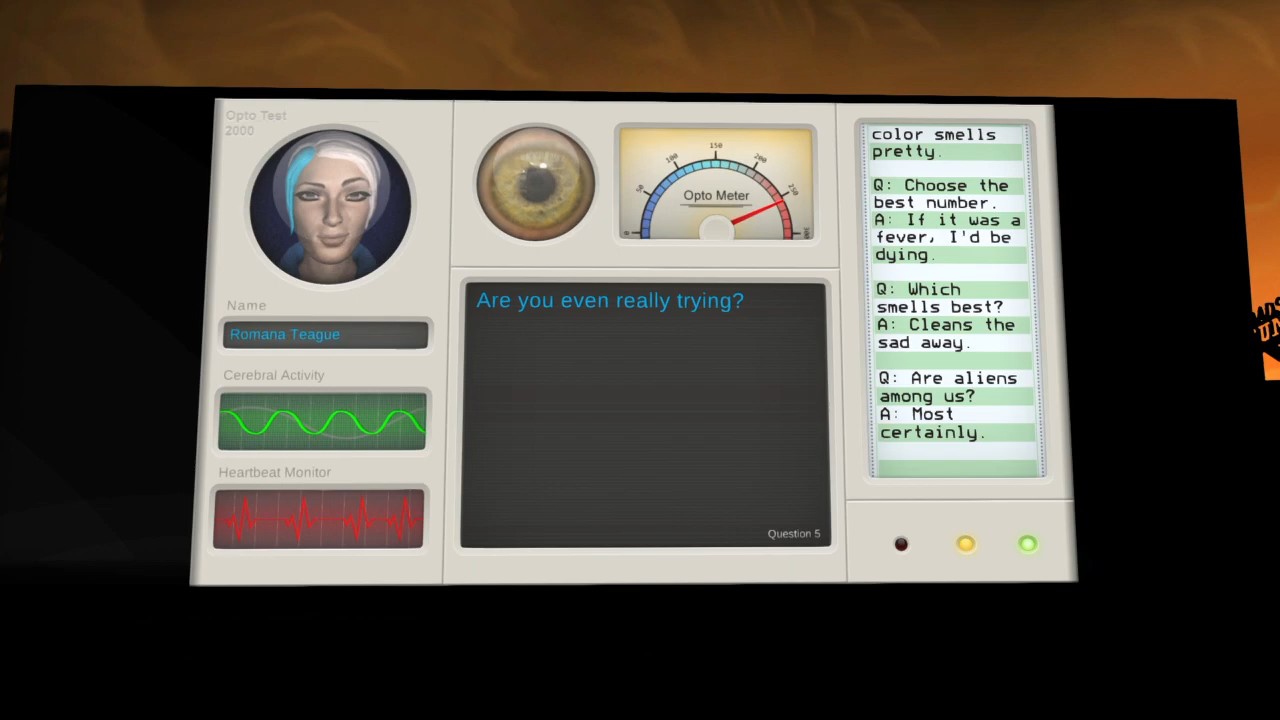 Opto Test
2000
Name
Romana Teague
Cerebral Activity
Heartbeat Monitor
0
50
100
150
200
250
300
Opto Meter
Are you even really trying?
Question 5
color smells
pretty.
Q: Choose the
best number.
A: If it was a
fever, I'd be
dying.
Q: Which
smells best?
A: Cleans the
sad away.
Q: Are aliens
among us?
A: Most
certainly.